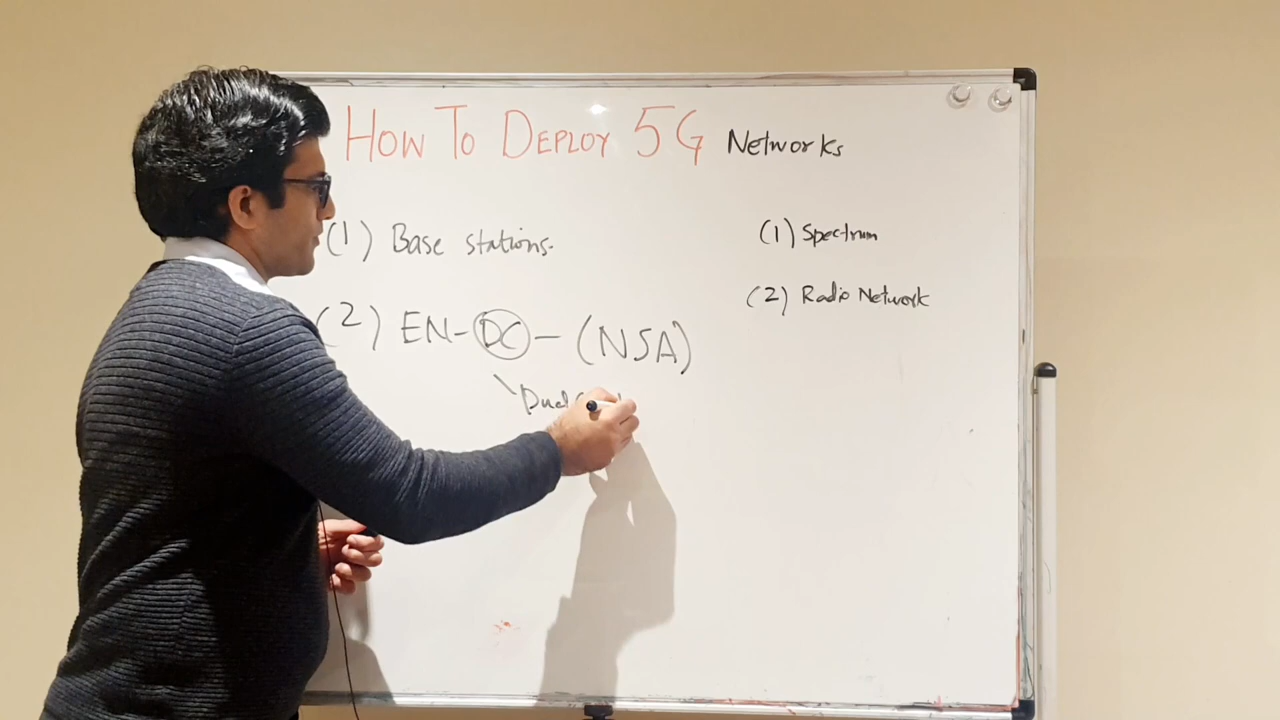 HOW TO DEPLOY 5G Networks
(1) Base stations.
(2) EN-DC-(NSA)
Dual
(1) Spectrum
(2) Radio Network